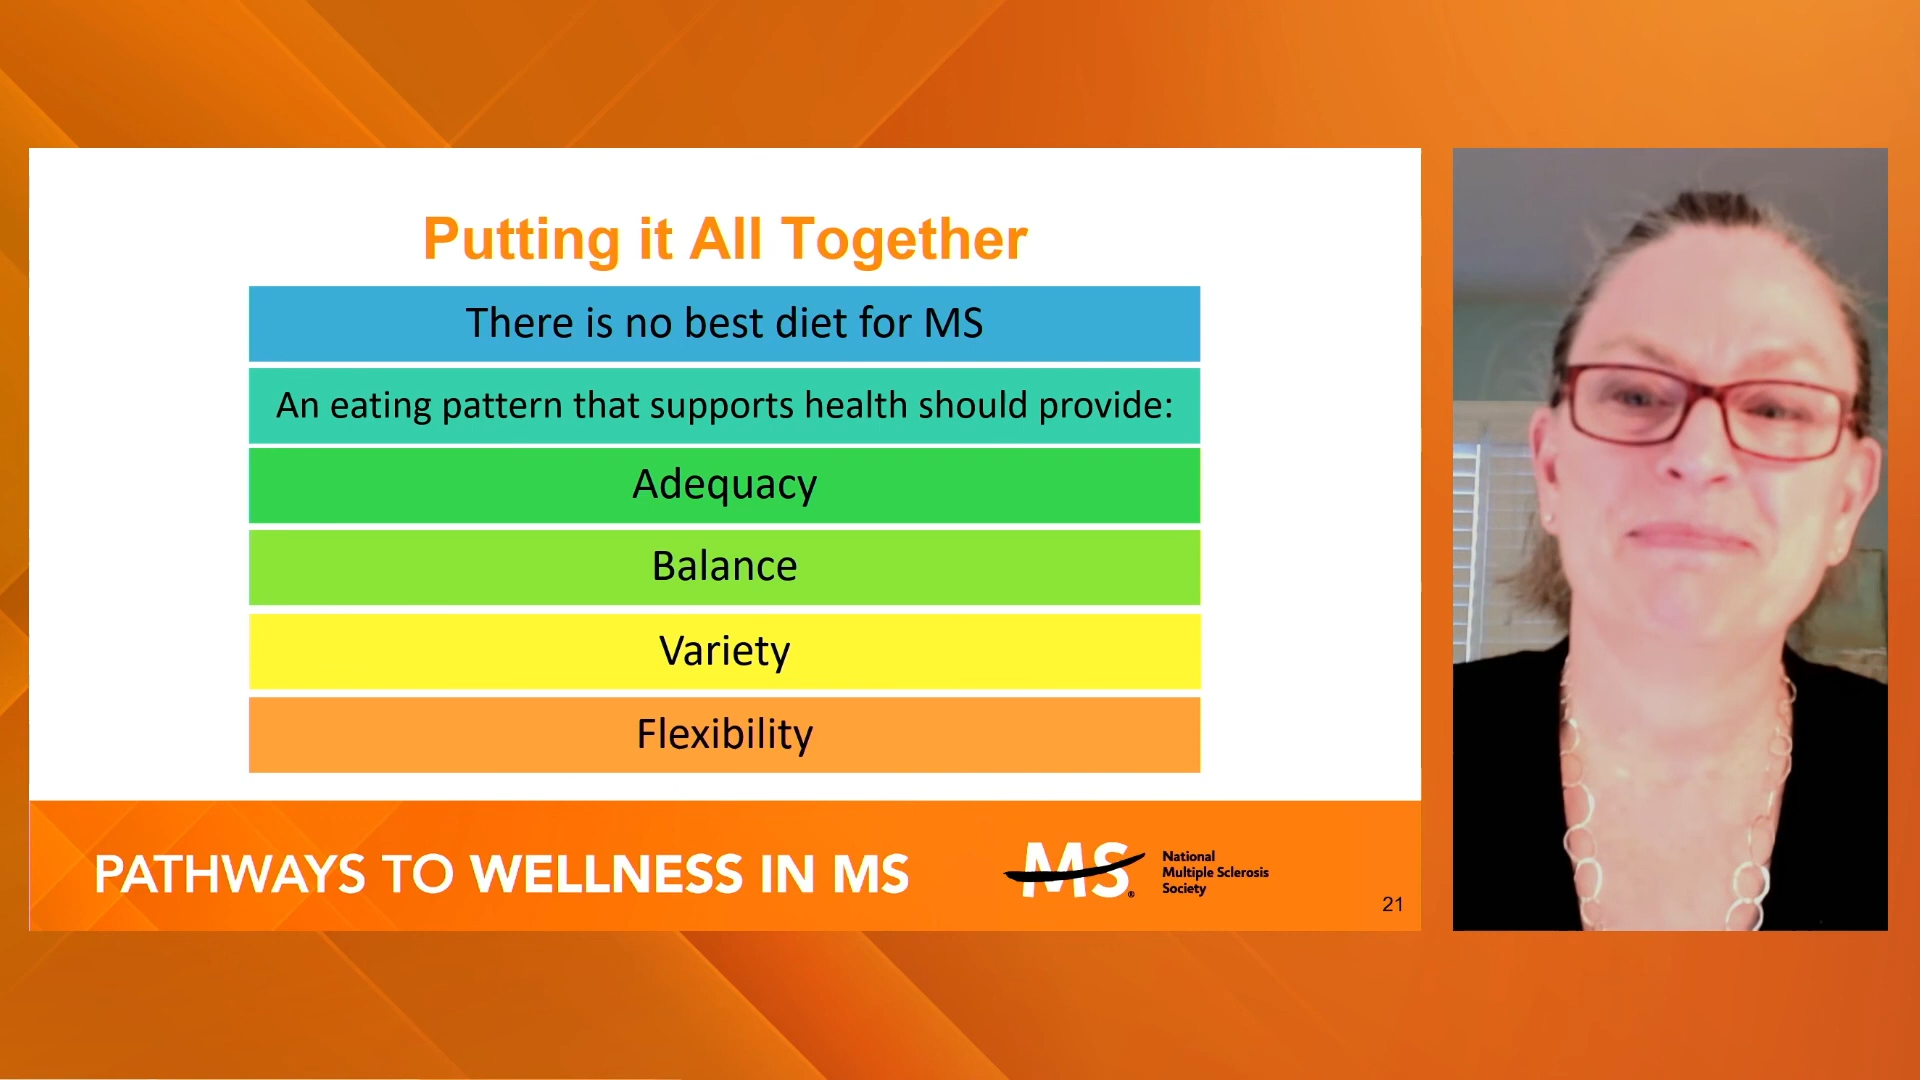 Putting it All Together
There is no best diet for MS
An eating pattern that supports health should provide:
Adequacy
Balance
Variety
Flexibility
PATHWAYS TO WELLNESS IN MS
MS®
National
Multiple Sclerosis
Society
21